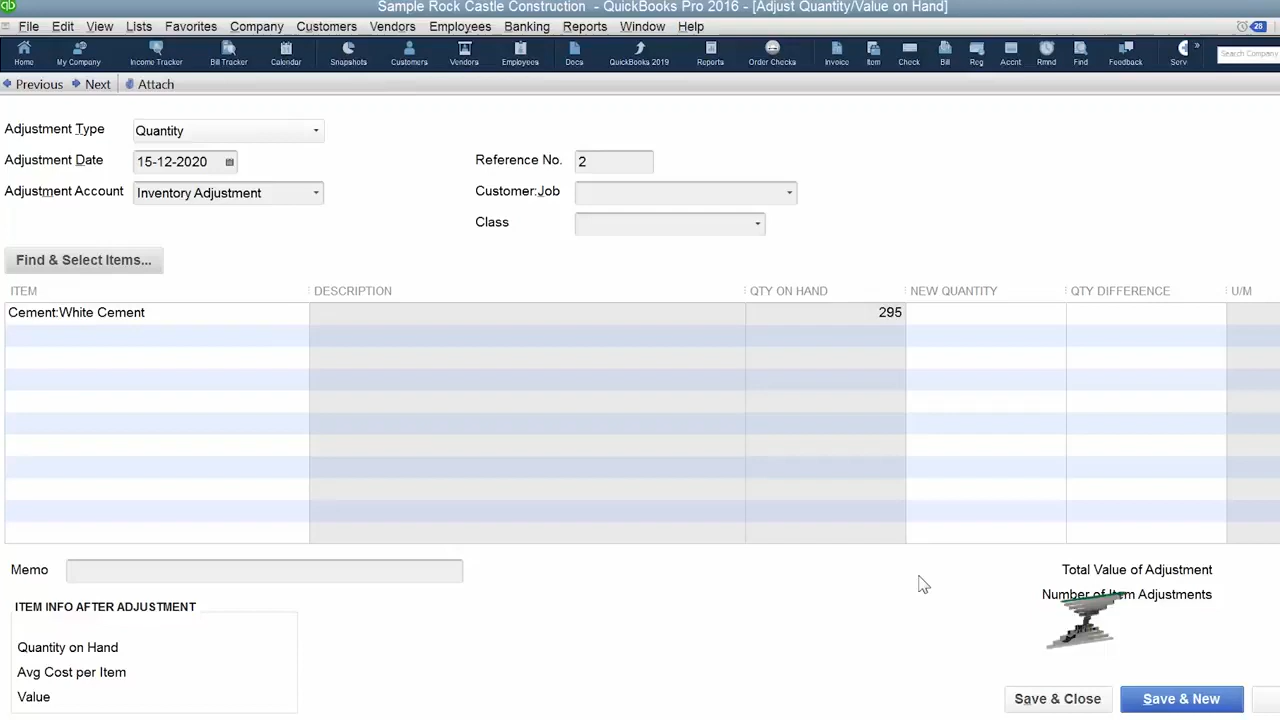 qb
Sample Rock Castle Construction - QuickBooks Pro 2016 - [Adjust Quantity/Value on Hand]
File Edit View Lists Favorites Company Customers Vendors Employees Banking Reports Window Help 28
Home My Company Income Tracker Bill Tracker Calendar Snapshots Customers Vendors Employees Docs QuickBooks 2019 Reports Order Checks Invoice Item Check Bill Reg Accnt Rmnd Find Feedback Serv » Search Company
Previous Next Attach
Adjustment Type Quantity
Adjustment Date 15-12-2020 Reference No. 2
Adjustment Account Inventory Adjustment Customer:Job
Class
Find & Select Items...
ITEM DESCRIPTION QTY ON HAND NEW QUANTITY QTY DIFFERENCE U/M
Cement:White Cement 295
Memo Total Value of Adjustment
Number of Item Adjustments
ITEM INFO AFTER ADJUSTMENT
Quantity on Hand
Avg Cost per Item
Value
Save & Close Save & New